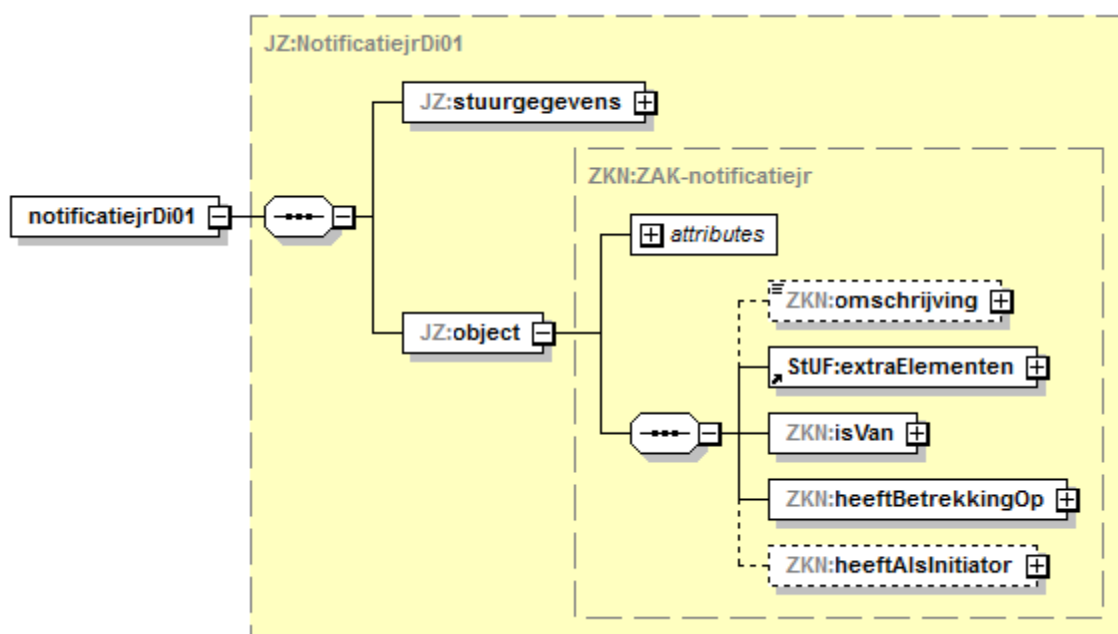 JZ:NotificatiejrDi01
JZ:stuurgegevens
ZKN:ZAK-notificatiejr
notificatiejrDi01
attributes
ZKN:omschrijving
JZ:object
StUF:extraElementen
ZKN:isVan
ZKN:heeftBetrekkingOp
ZKN:heeftAlsInitiator